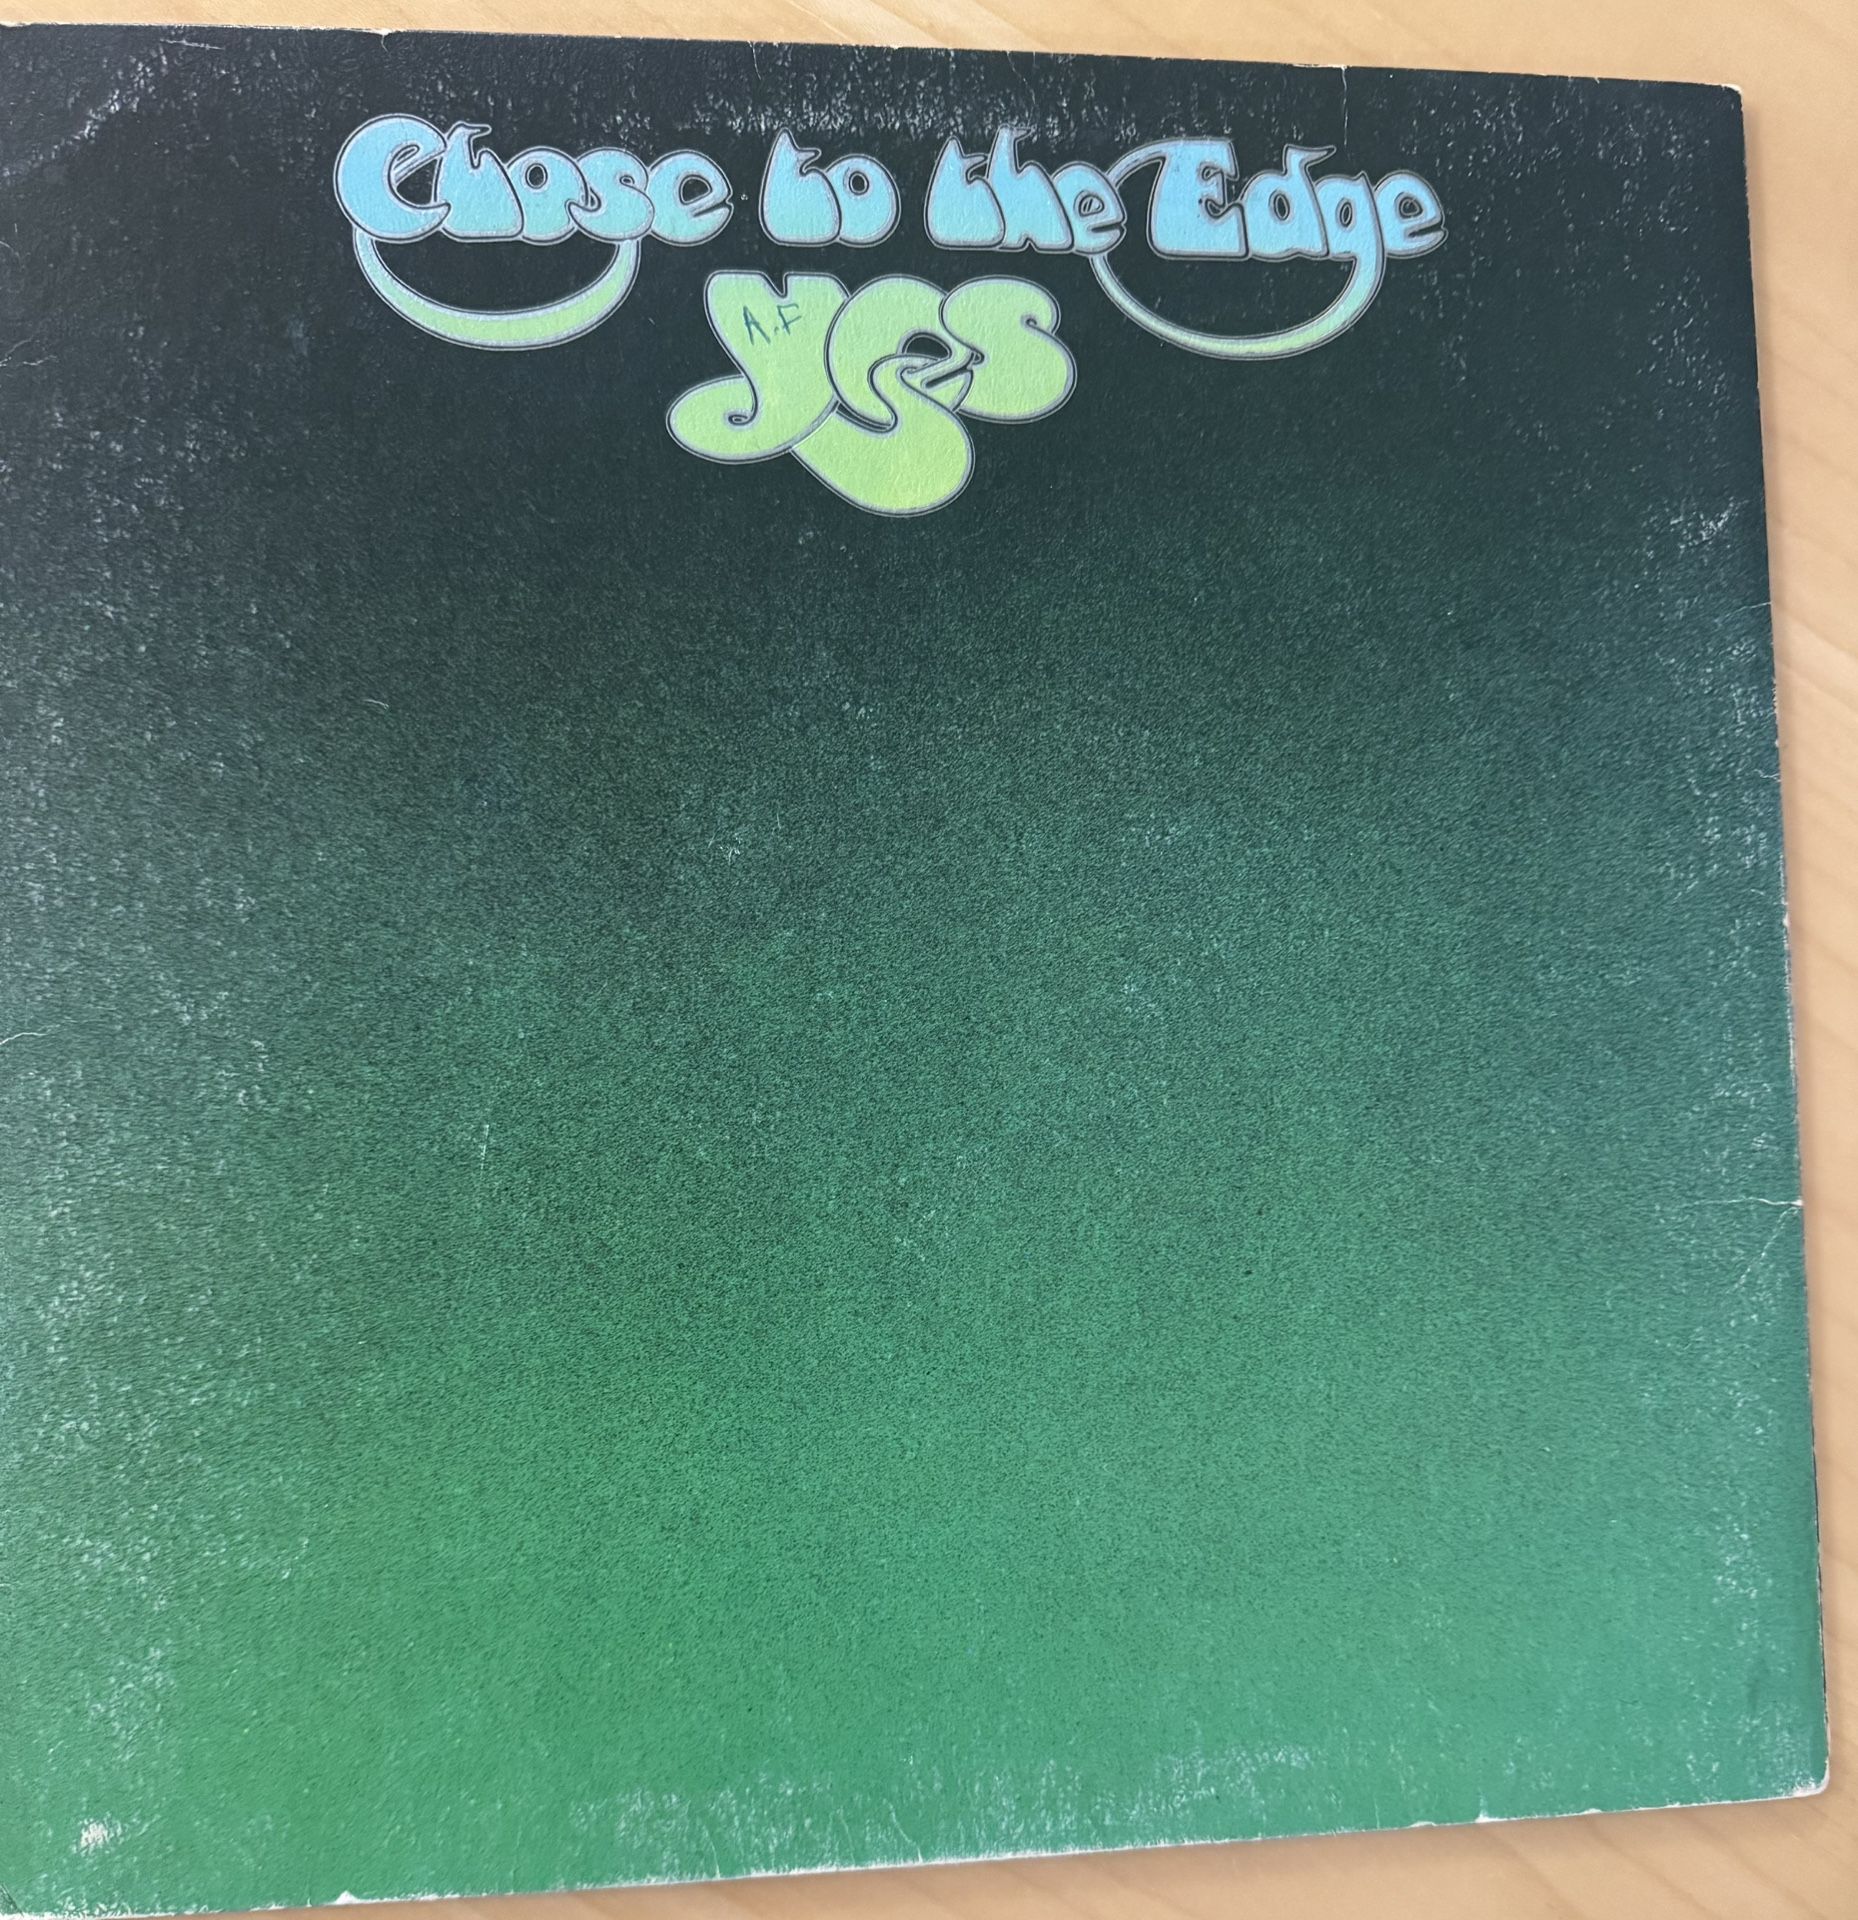 Close to the Edge
Yes
A.F